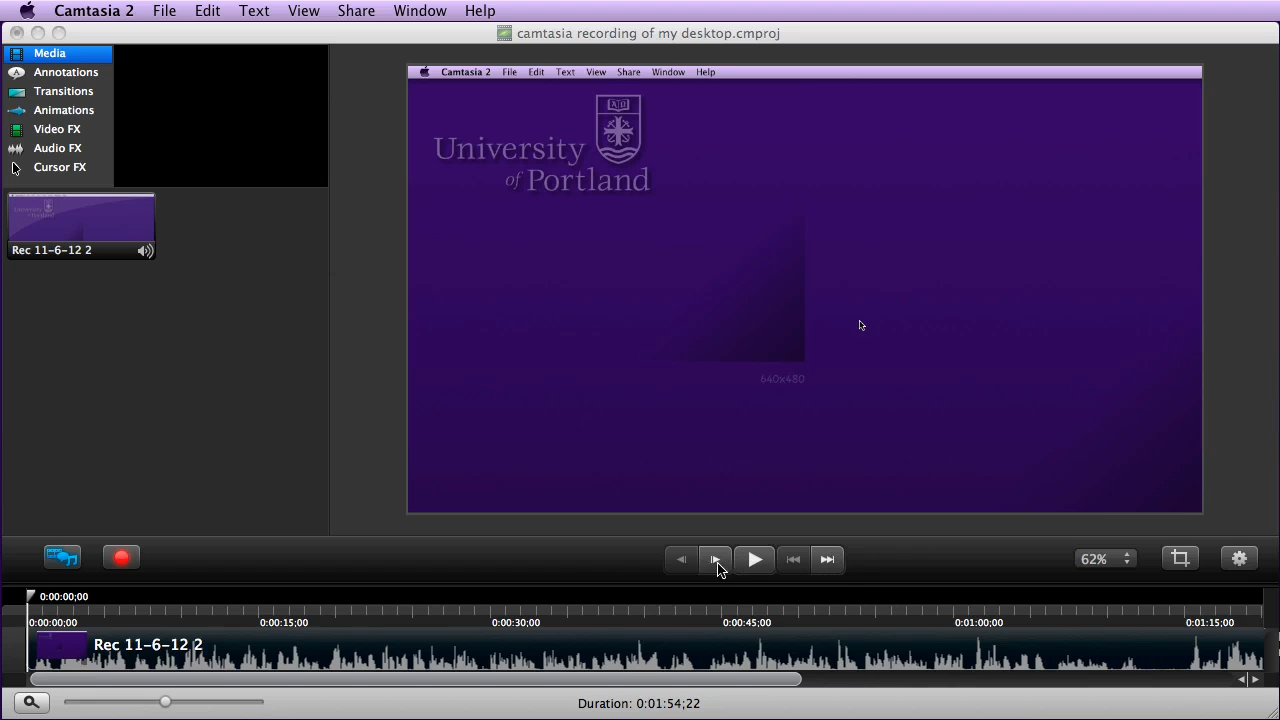 Camtasia 2 File Edit Text View Share Window Help
camtasia recording of my desktop.cmproj
Media
Annotations
Transitions
Animations
Video FX
Audio FX
Cursor FX
Rec 11-6-12 2
Camtasia 2 File Edit Text View Share Window Help
University
of Portland
640x480
62%
0:00:00;00
0:00:00;00 0:00:15;00 0:00:30;00 0:00:45;00 0:01:00;00 0:01:15;00
Rec 11-6-12 2
Duration: 0:01:54;22